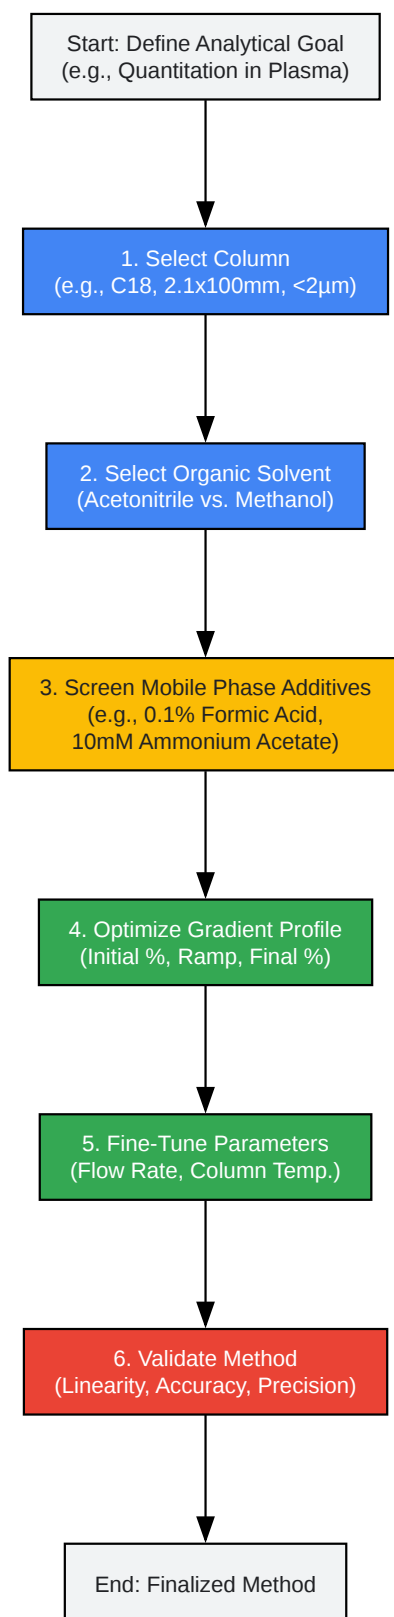 Start: Define Analytical Goal
(e.g., Quantitation in Plasma)
1. Select Column
(e.g., C18, 2.1x100mm, <2µm)
2. Select Organic Solvent
(Acetonitrile vs. Methanol)
3. Screen Mobile Phase Additives
(e.g., 0.1% Formic Acid,
10mM Ammonium Acetate)
4. Optimize Gradient Profile
(Initial %, Ramp, Final %)
5. Fine-Tune Parameters
(Flow Rate, Column Temp.)
6. Validate Method
(Linearity, Accuracy, Precision)
End: Finalized Method